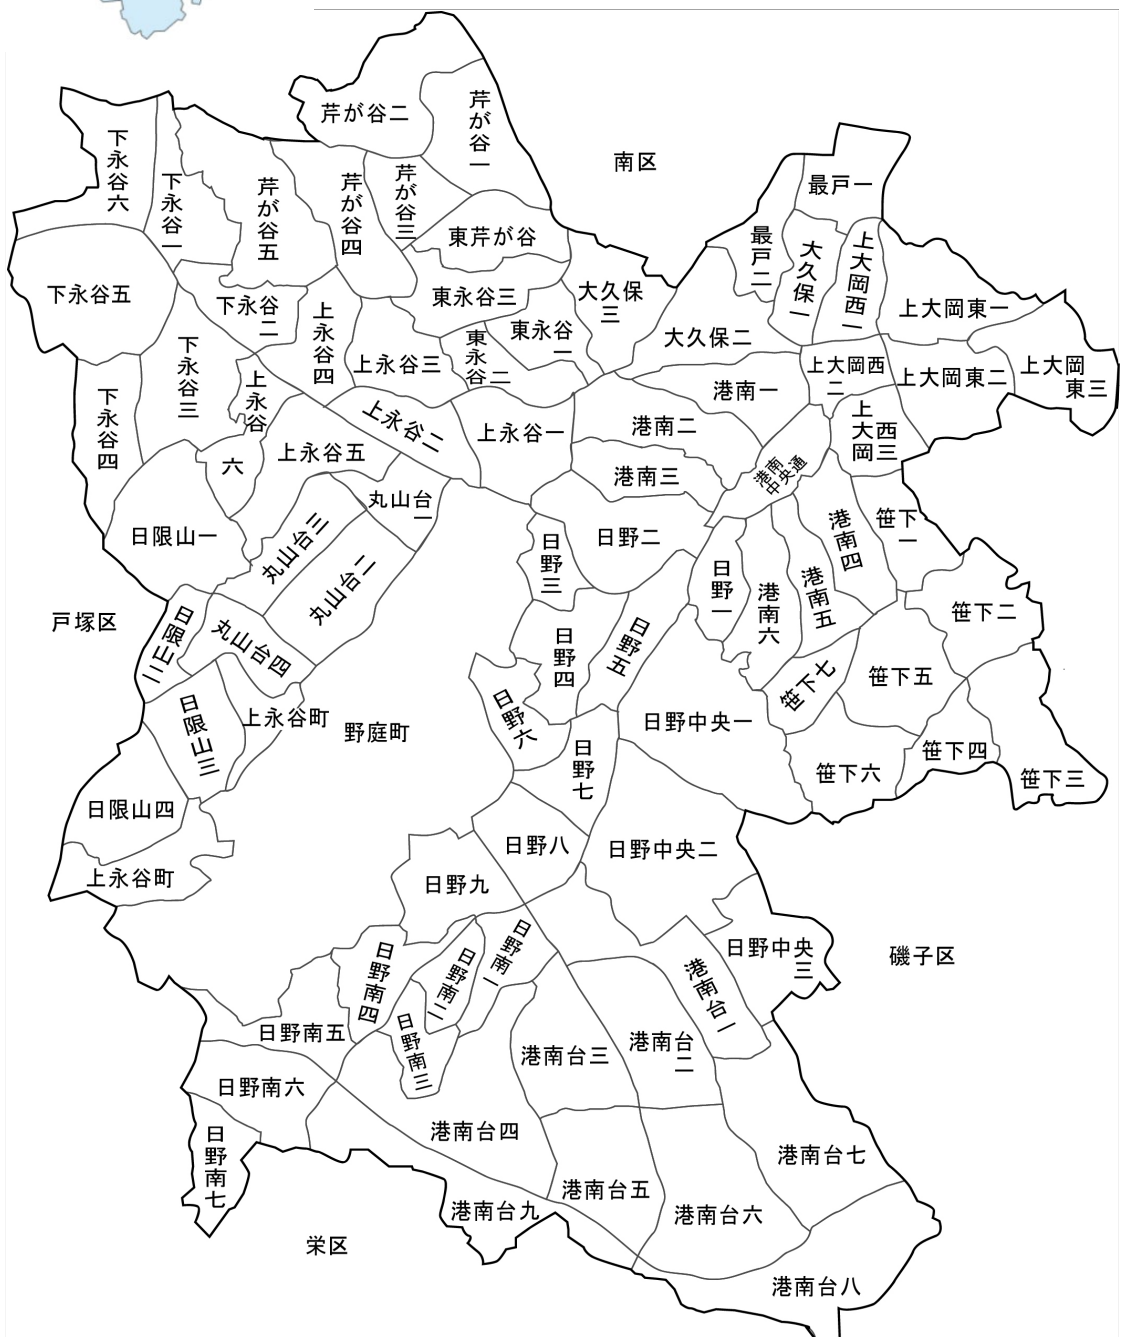 芹が谷二
芹が谷一
南区
下永谷六
下永谷一
芹が谷五
芹が谷四
芹が谷三
東芹が谷
最戸一
最戸二
大久保一
上大岡西一
上大岡東一
下永谷五
下永谷
二
上永谷四
東永谷三
東永谷
一
東永谷二
大久保
三
大久保二
上大岡西
二
上大岡東二
上大岡
東三
下永谷三
下永谷四
上永谷
六
上永谷三
上永谷二
上永谷一
上永谷五
港南一
港南二
港南三
港南
中央通
上大岡
西三
丸山台
一
丸山台三
丸山台二
丸山台四
日限山一
日野三
日野二
日野一
港南六
港南五
港南四
笹下
一
笹下二
戸塚区
日限山二
日限山三
上永谷町
野庭町
日野四
日野五
日野六
日野七
日野中央一
笹下七
笹下五
笹下六
笹下四
笹下三
日限山四
上永谷町
日野八
日野九
日野中央二
日野中央
三
磯子区
日野南一
日野南二
日野南三
日野南四
日野南五
日野南六
日野南七
港南台一
港南台
二
港南台三
港南台四
港南台五
港南台六
港南台七
港南台九
港南台八
栄区